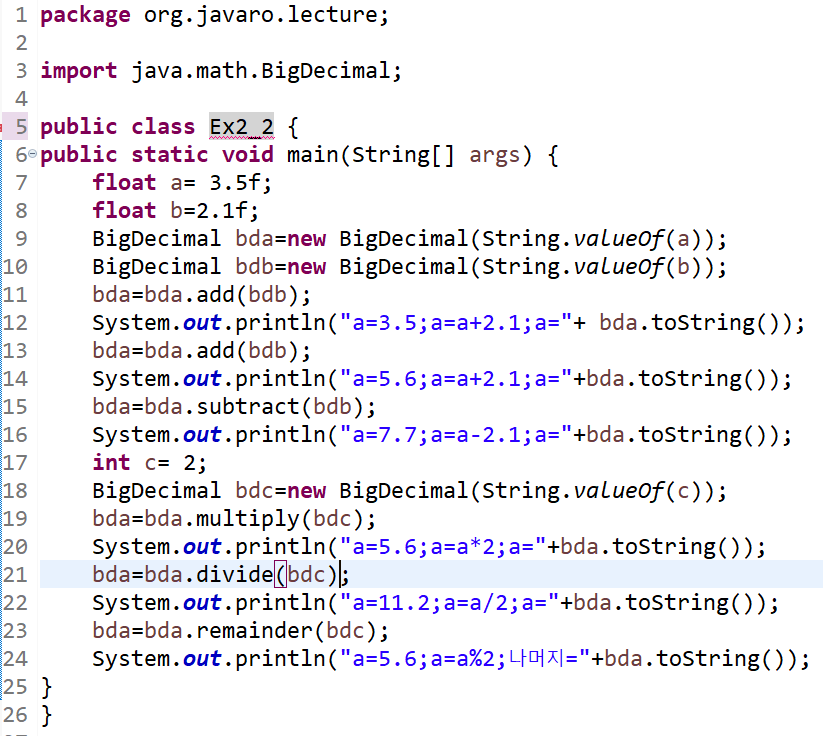 1 package org.javaro.lecture;
2
3 import java.math.BigDecimal;
4
5 public class Ex2_2 {
6 public static void main(String[] args) {
7     float a= 3.5f;
8     float b=2.1f;
9     BigDecimal bda=new BigDecimal(String.valueOf(a));
10     BigDecimal bdb=new BigDecimal(String.valueOf(b));
11     bda=bda.add(bdb);
12     System.out.println("a=3.5;a=a+2.1;a="+ bda.toString());
13     bda=bda.add(bdb);
14     System.out.println("a=5.6;a=a+2.1;a="+bda.toString());
15     bda=bda.subtract(bdb);
16     System.out.println("a=7.7;a=a-2.1;a="+bda.toString());
17     int c= 2;
18     BigDecimal bdc=new BigDecimal(String.valueOf(c));
19     bda=bda.multiply(bdc);
20     System.out.println("a=5.6;a=a*2;a="+bda.toString());
21     bda=bda.divide(bdc);
22     System.out.println("a=11.2;a=a/2;a="+bda.toString());
23     bda=bda.remainder(bdc);
24     System.out.println("a=5.6;a=a%2;나머지="+bda.toString());
25 }
26 }